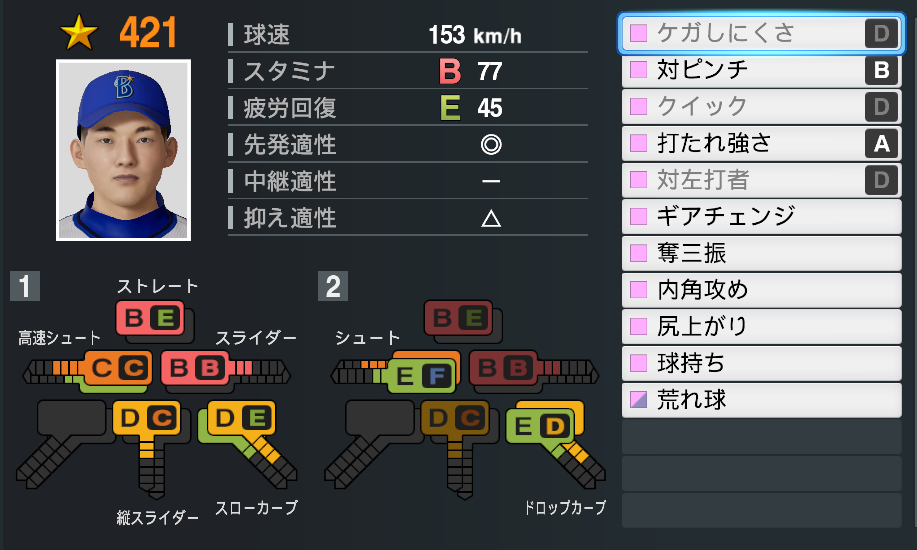 421
球速 153 km/h
スタミナ B 77
疲労回復 E 45
先発適性 ◎
中継適性 ー
抑え適性 △
B
1
ストレート
B E
高速シュート
スライダー
C C
B B
D C
D E
縦スライダー
スローカーブ
2
B E
シュート
E F
B B
D C
E D
ドロップカーブ
ケガしにくさ D
対ピンチ B
クイック D
打たれ強さ A
対左打者 D
ギアチェンジ
奪三振
内角攻め
尻上がり
球持ち
荒れ球